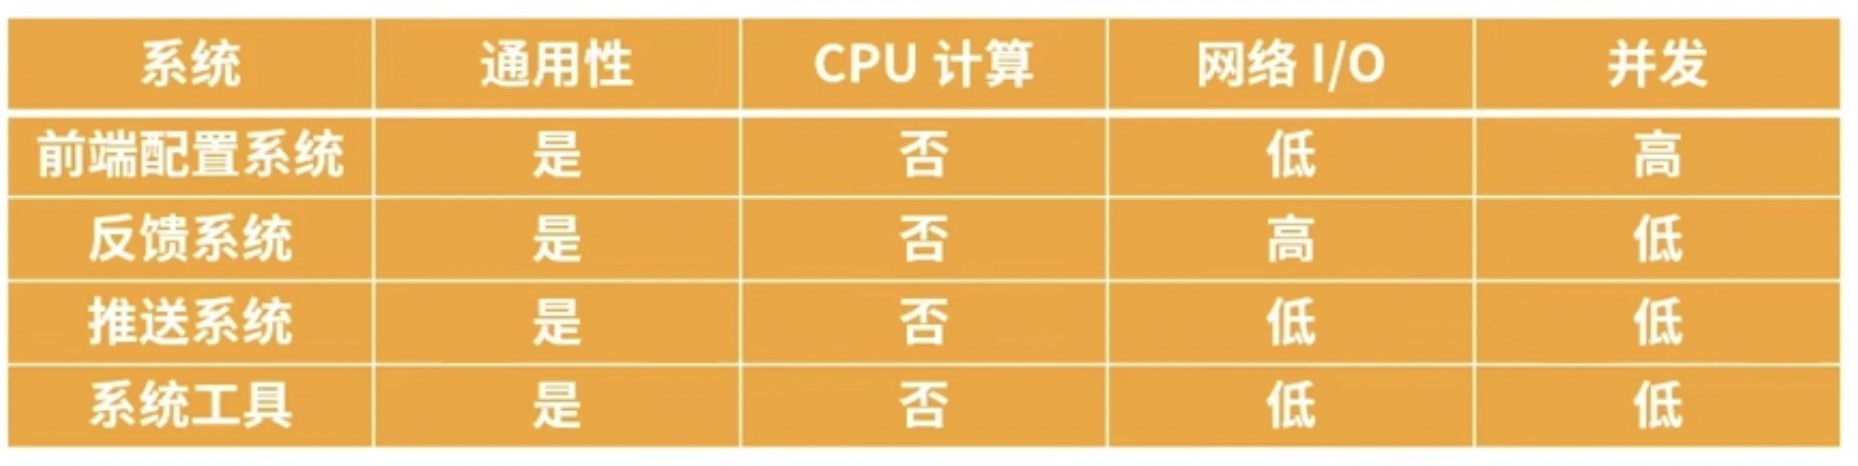 系统 通用性 CPU 计算 网络 I/O 并发
前端配置系统 是 否 低 高
反馈系统 是 否 高 低
推送系统 是 否 低 低
系统工具 是 否 低 低